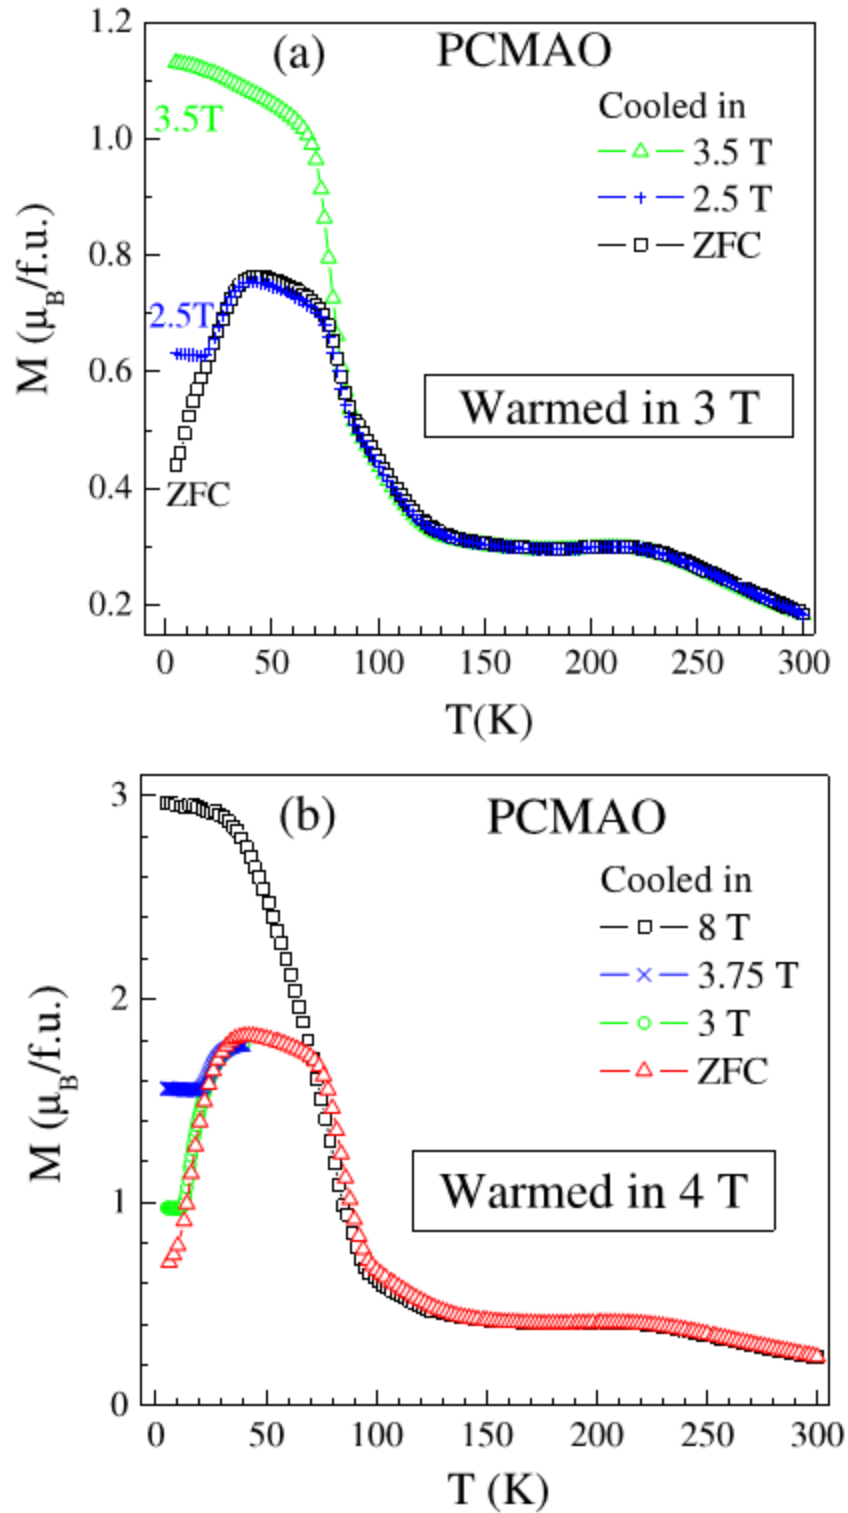 (a) PCMAO
Cooled in
3.5 T
2.5 T
ZFC
3.5T
2.5T
ZFC
Warmed in 3 T
M (μB/f.u.)
1.2
1.0
0.8
0.6
0.4
0.2
0 50 100 150 200 250 300
T(K)
(b) PCMAO
Cooled in
8 T
3.75 T
3 T
ZFC
Warmed in 4 T
M (μB/f.u.)
3
2
1
0
0 50 100 150 200 250 300
T (K)